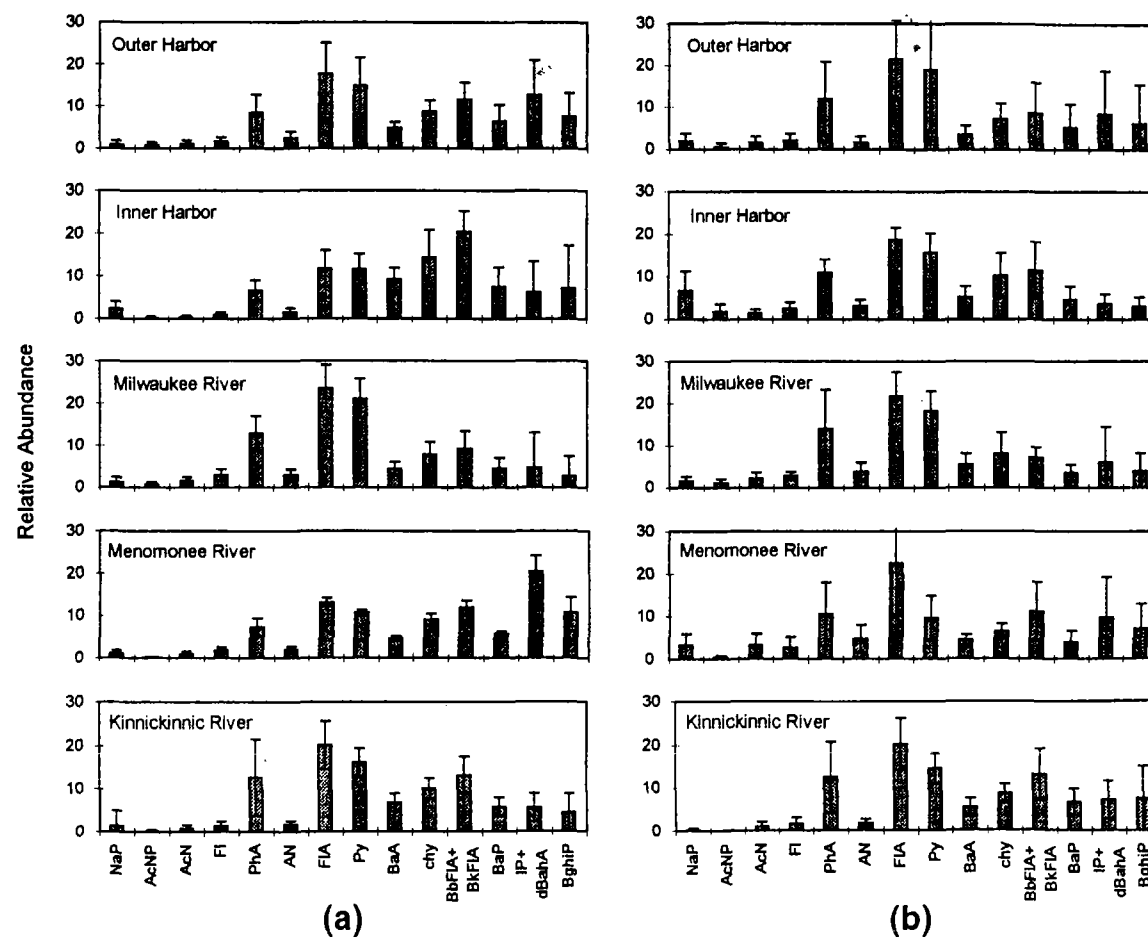 Relative Abundance
30
20
10
0
Outer Harbor
30
20
10
0
Inner Harbor
30
20
10
0
Milwaukee River
30
20
10
0
Menomonee River
30
20
10
0
Kinnickinnic River
NaP
AcNP
AcN
Fl
PhA
AN
FlA
Py
BaA
chy
BbFlA+
BkFlA
BaP
IP+
dBahA
BghiP
(a)
30
20
10
0
Outer Harbor
30
20
10
0
Inner Harbor
30
20
10
0
Milwaukee River
30
20
10
0
Menomonee River
30
20
10
0
Kinnickinnic River
NaP
AcNP
AcN
Fl
PhA
AN
FlA
Py
BaA
chy
BbFlA+
BkFlA
BaP
IP+
dBahA
BghiP
(b)